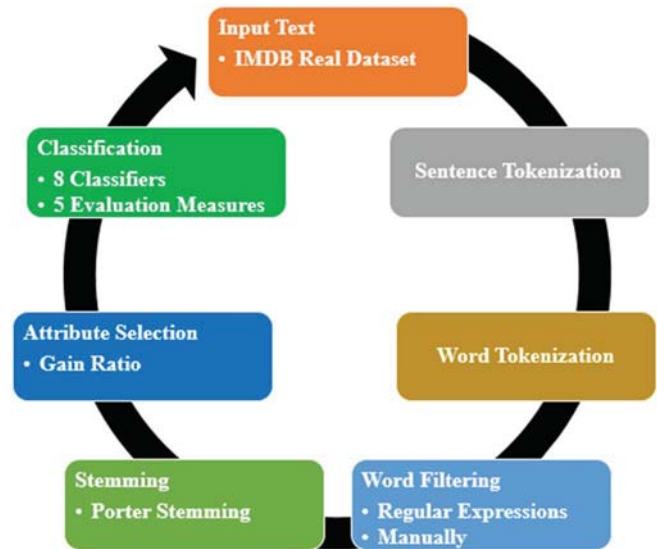 Input Text
• IMDB Real Dataset
Sentence Tokenization
Word Tokenization
Word Filtering
• Regular Expressions
• Manually
Stemming
• Porter Stemming
Attribute Selection
• Gain Ratio
Classification
• 8 Classifiers
• 5 Evaluation Measures